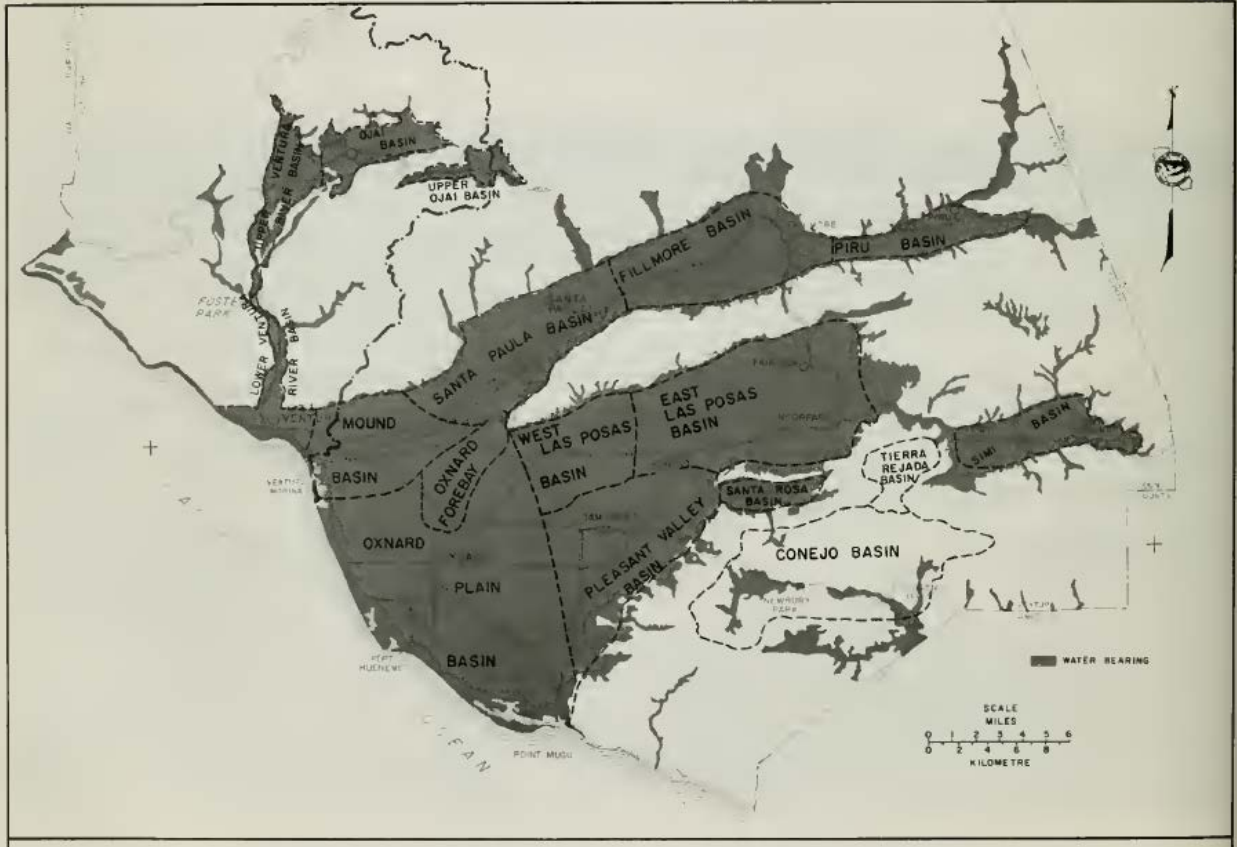 UPPER VENTURA
RIVER BASIN
OJAI
BASIN
UPPER
OJAI BASIN
FILLMORE BASIN
PIRU BASIN
SANTA PAULA BASIN
LOWER VENTURA
RIVER BASIN
PARK
MOUND
BASIN
OXNARD
FOREBAY
WEST
LAS POSAS
BASIN
EAST
LAS POSAS
BASIN
SIMI BASIN
TIERRA
REJADA
BASIN
SANTA ROSA
BASIN
PLEASANT VALLEY
BASIN
CONEJO BASIN
NEWBURY
PARK
OXNARD
PLAIN
BASIN
POINT MUGU
WATER BEARING
SCALE
MILES
0 1 2 3 4 5 6
0 2 4 6 8
KILOMETRE